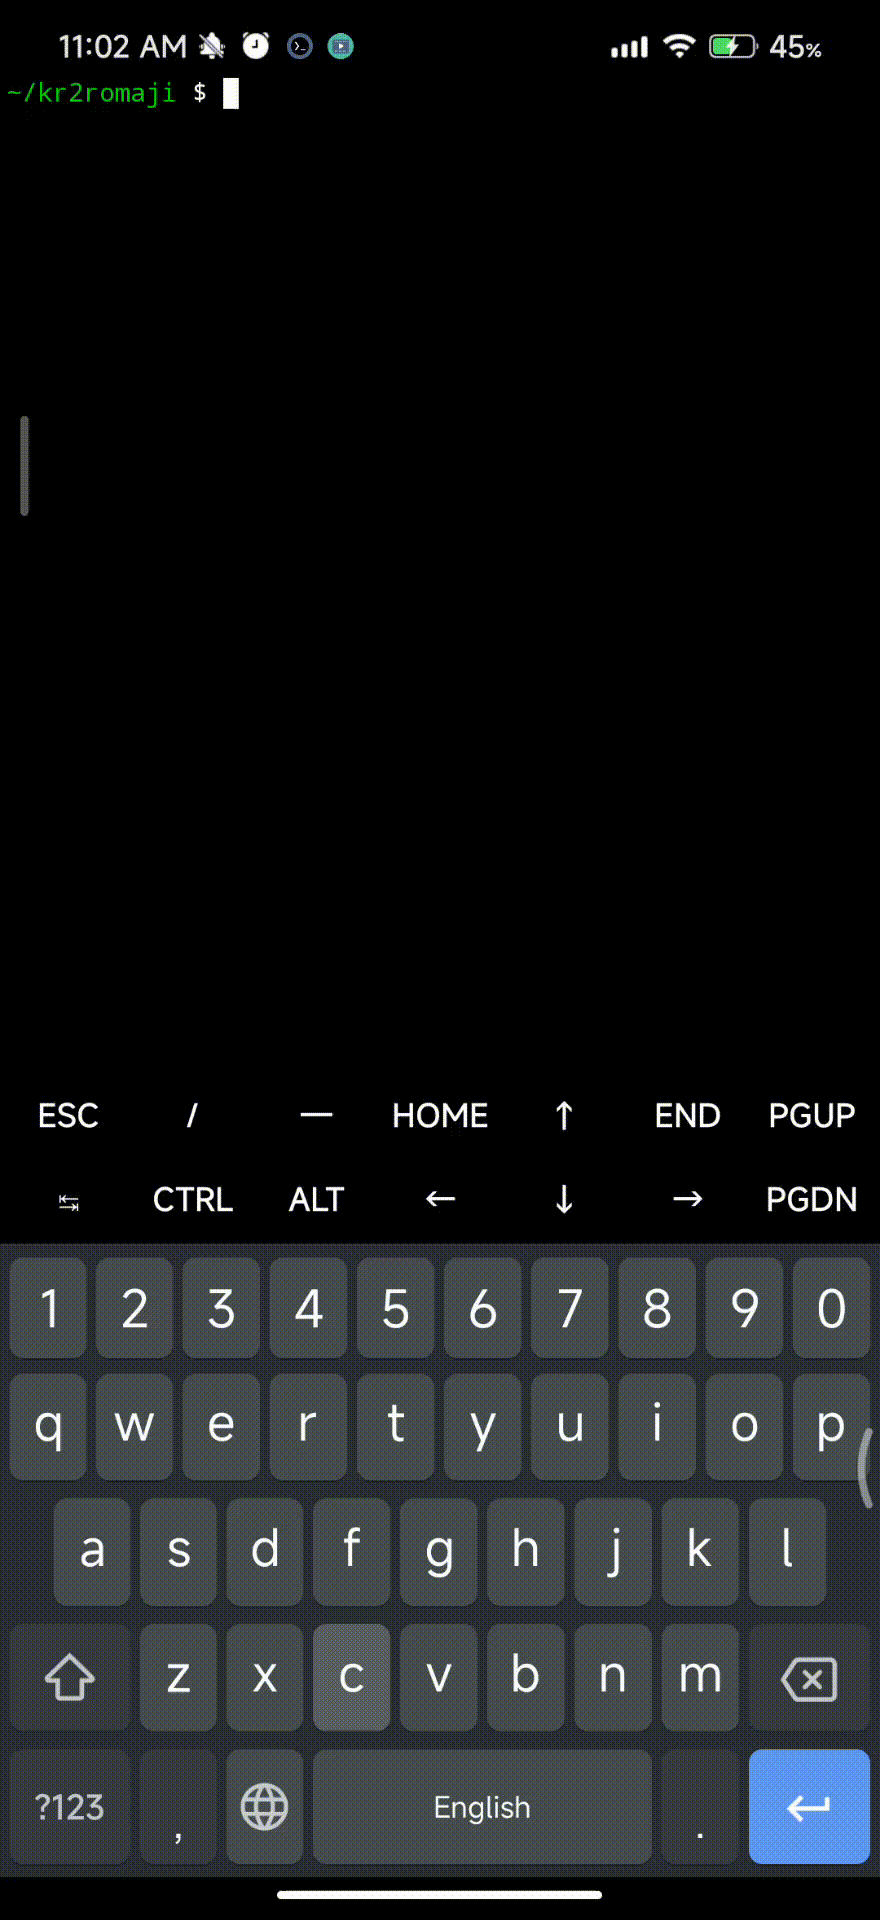 11:02 AM 45%
~/kr2romaji $
ESC / — HOME ↑ END PGUP
↹ CTRL ALT ← ↓ → PGDN
1 2 3 4 5 6 7 8 9 0
q w e r t y u i o p
a s d f g h j k l
z x c v b n m
?123 , English .